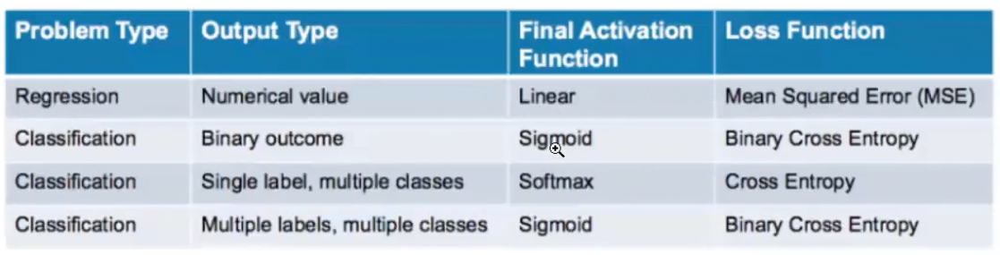 Problem Type Output Type Final Activation Function Loss Function
Regression Numerical value Linear Mean Squared Error (MSE)
Classification Binary outcome Sigmoid Binary Cross Entropy
Classification Single label, multiple classes Softmax Cross Entropy
Classification Multiple labels, multiple classes Sigmoid Binary Cross Entropy